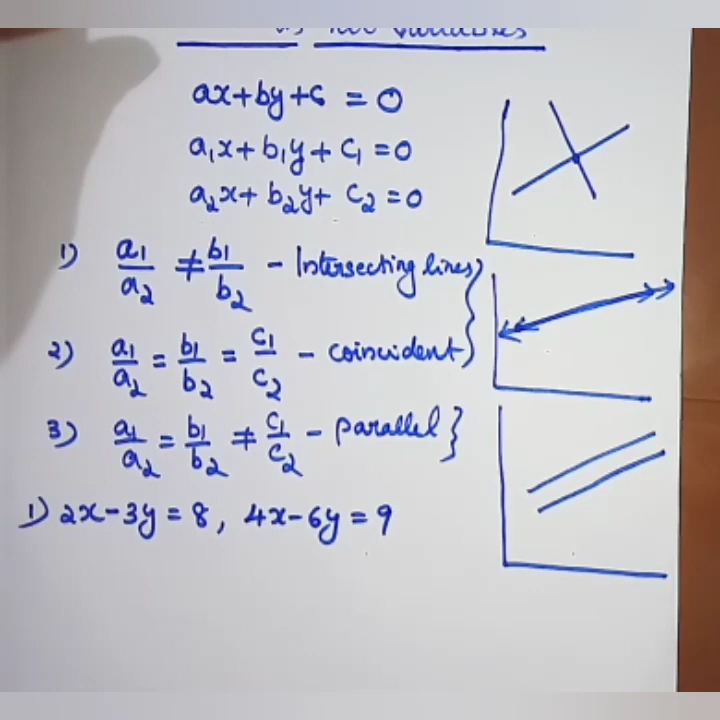 Variables
ax+by+c = 0
a₁x+b₁y+c₁=0
a₂x+b₂y+c₂=0
1) a₁/a₂ ≠ b₁/b₂ - Intersecting lines }
2) a₁/a₂ = b₁/b₂ = c₁/c₂ - coincident }
3) a₁/a₂ = b₁/b₂ ≠ c₁/c₂ - parallel }
1) 2x-3y=8, 4x-6y=9